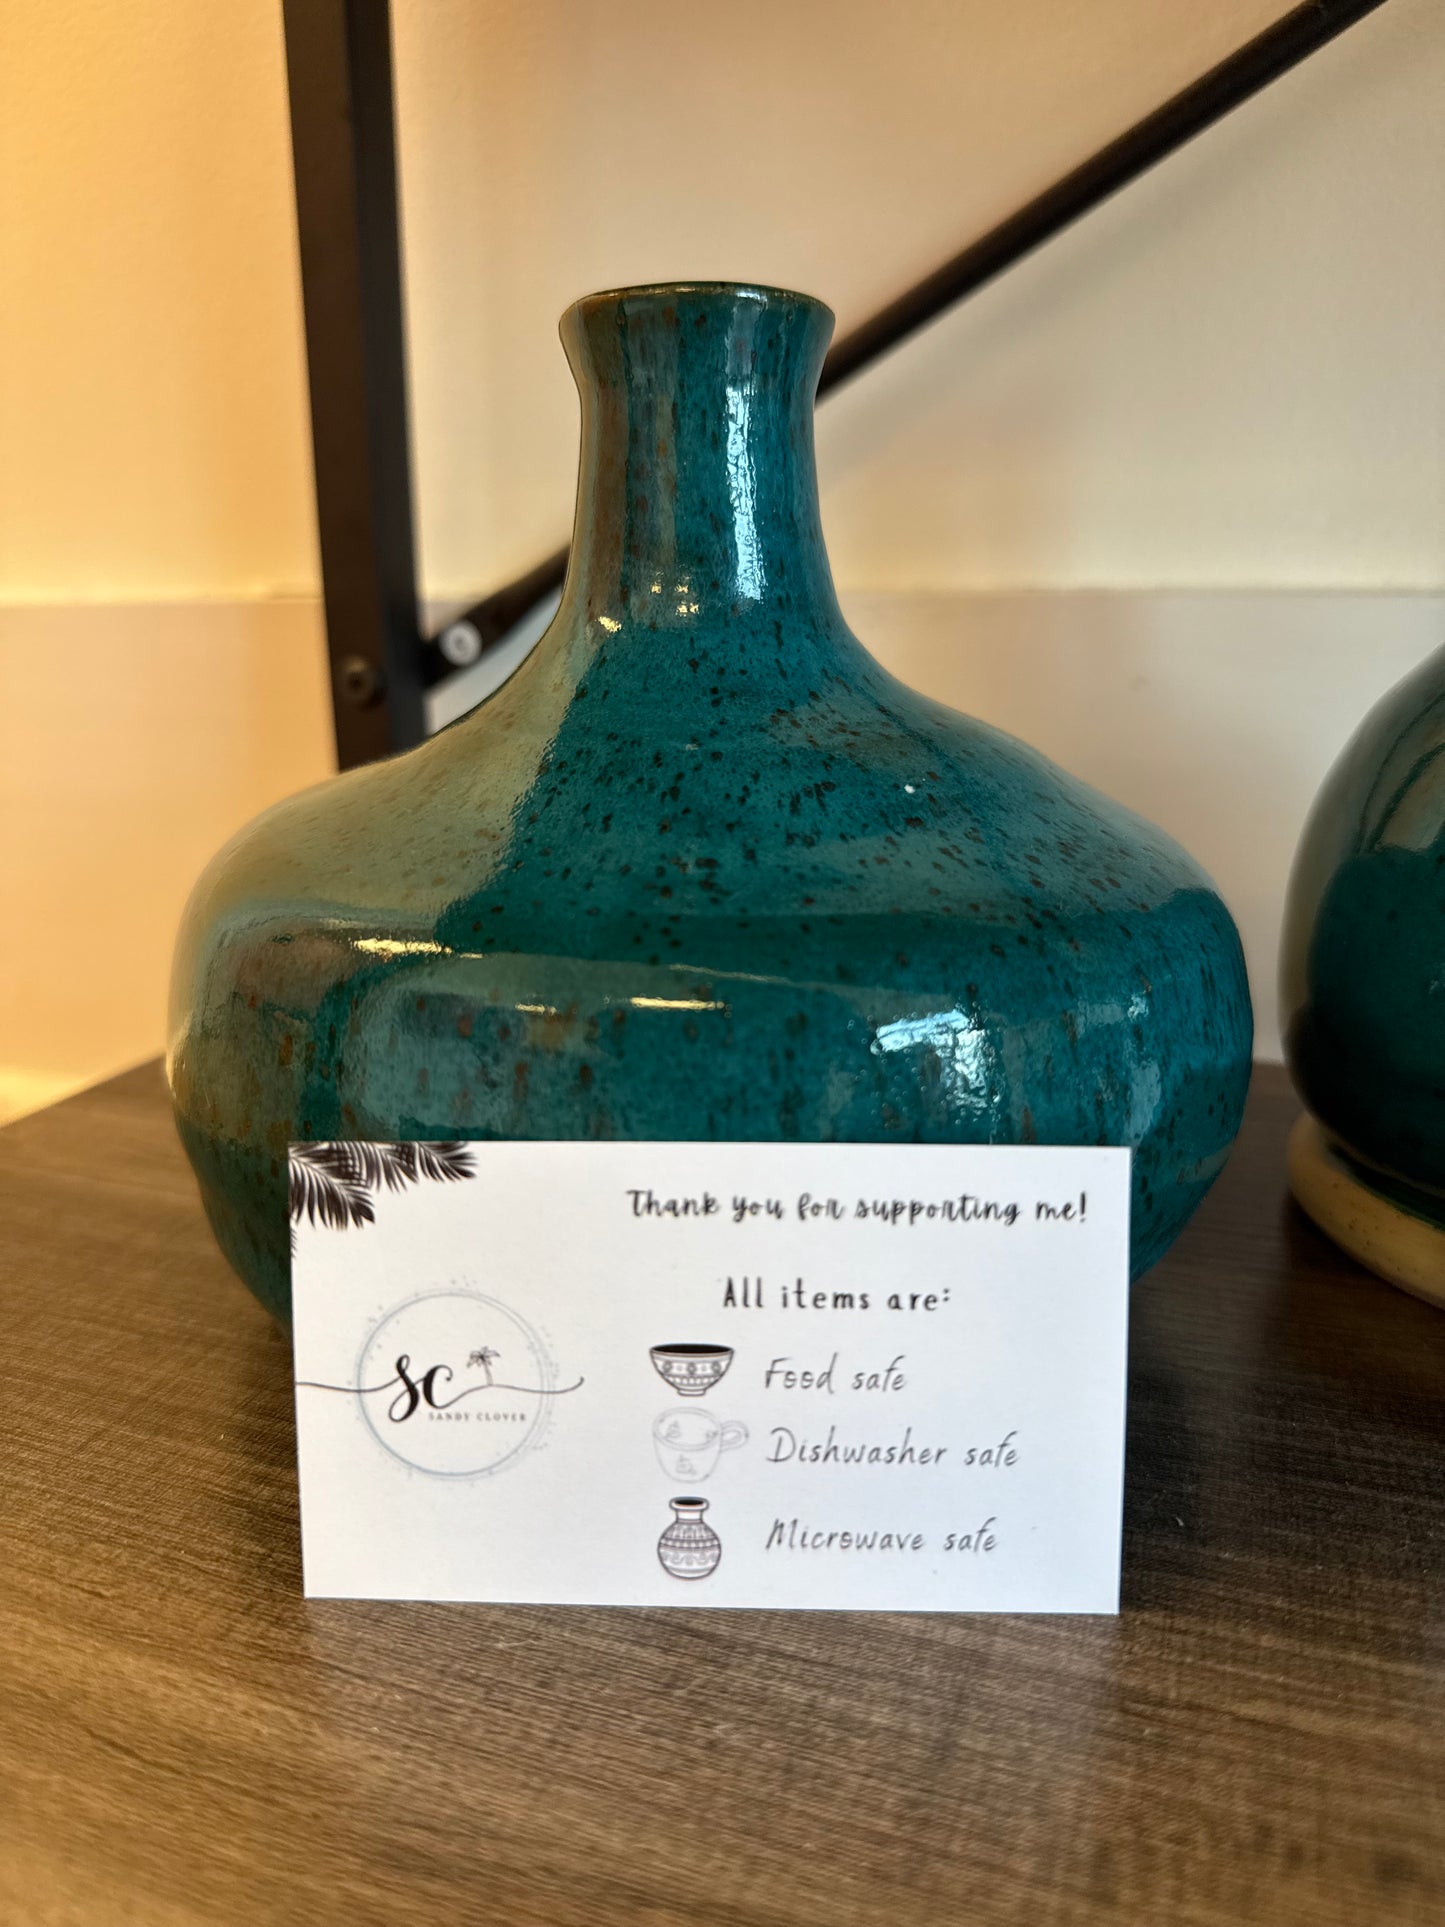 Thank you for supporting me!
All items are:
SC
SANDY CLOVER
Food safe
Dishwasher safe
Microwave safe